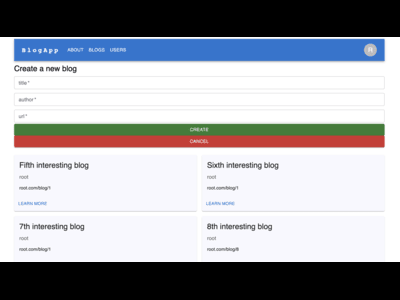 BlogApp ABOUT BLOGS USERS R
Create a new blog
title *
author *
url *
CREATE
CANCEL
Fifth interesting blog
root
root.com/blog/1
LEARN MORE
Sixth interesting blog
root
root.com/blog/1
LEARN MORE
7th interesting blog
root
root.com/blog/1
8th interesting blog
root
root.com/blog/8